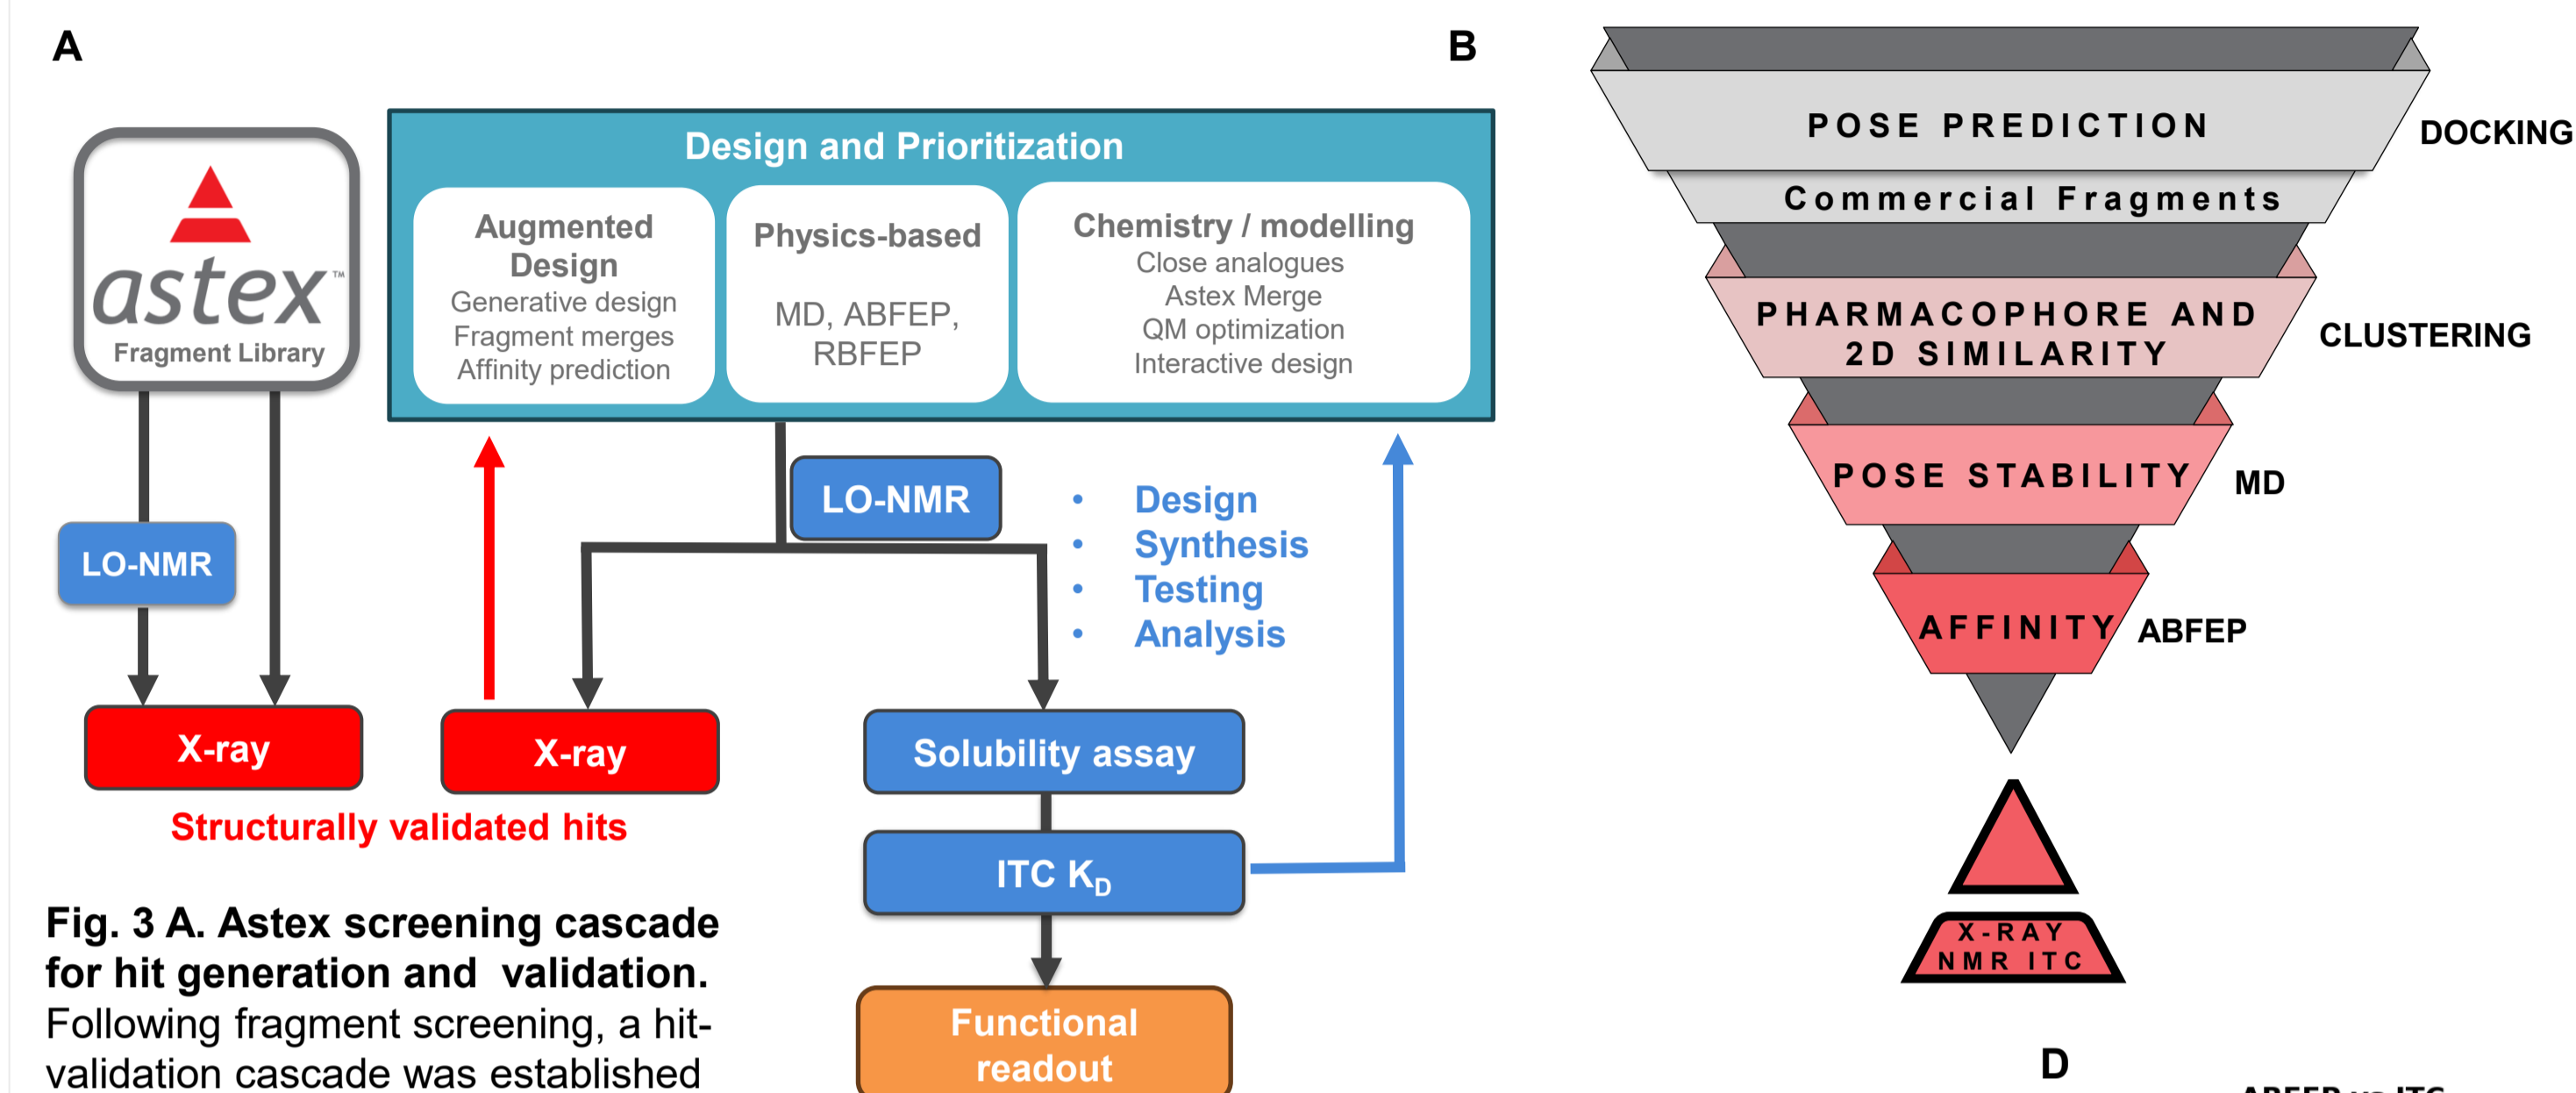 A
astex™
Fragment Library
LO-NMR
X-ray
Design and Prioritization
Augmented
Design
Generative design
Fragment merges
Affinity prediction
Physics-based
MD, ABFEP,
RBFEP
Chemistry / modelling
Close analogues
Astex Merge
QM optimization
Interactive design
LO-NMR
• Design
• Synthesis
• Testing
• Analysis
X-ray
Structurally validated hits
Solubility assay
ITC KD
Functional
readout
Fig. 3 A. Astex screening cascade
for hit generation and  validation.
Following fragment screening, a hit-
validation cascade was established
B
POSE PREDICTION
DOCKING
Commercial Fragments
PHARMACOPHORE AND
2D SIMILARITY
CLUSTERING
POSE STABILITY
MD
AFFINITY
ABFEP
X-RAY
NMR ITC
D
ABFEP vs ITC